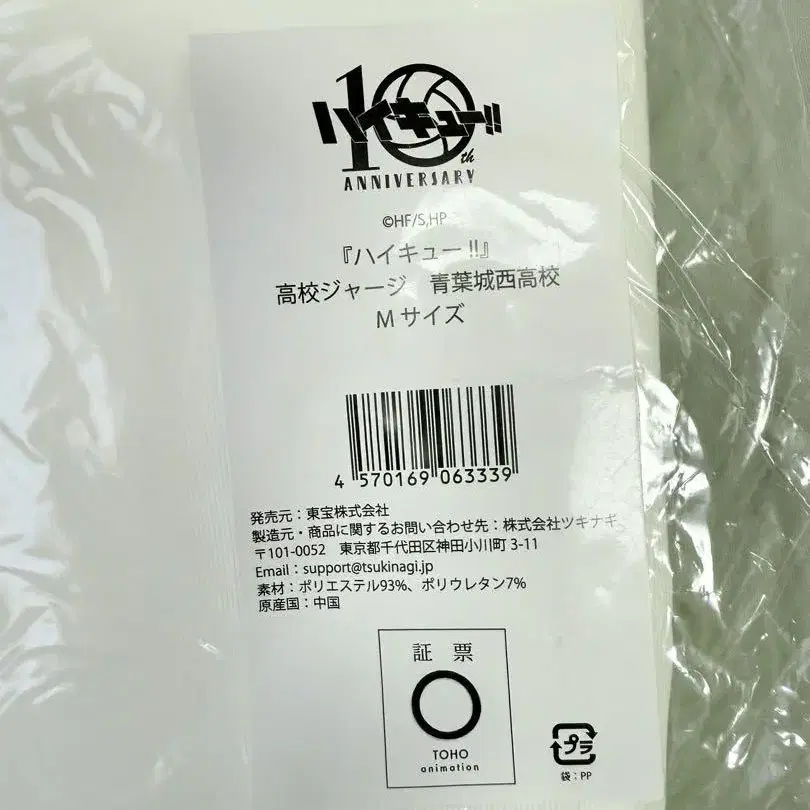 ハイキュー!!
10th
ANNIVERSARY
©HF/S,HP
『ハイキュー!!』
高校ジャージ　青葉城西高校
Mサイズ
4 570169 063339
発売元：東宝株式会社
製造元・商品に関するお問い合わせ先：株式会社ツキナギ
〒101-0052　東京都千代田区神田小川町 3-11
Email：support@tsukinagi.jp
素材：ポリエステル93%、ポリウレタン7%
原産国：中国
証 票
TOHO
animation
プラ
袋：PP